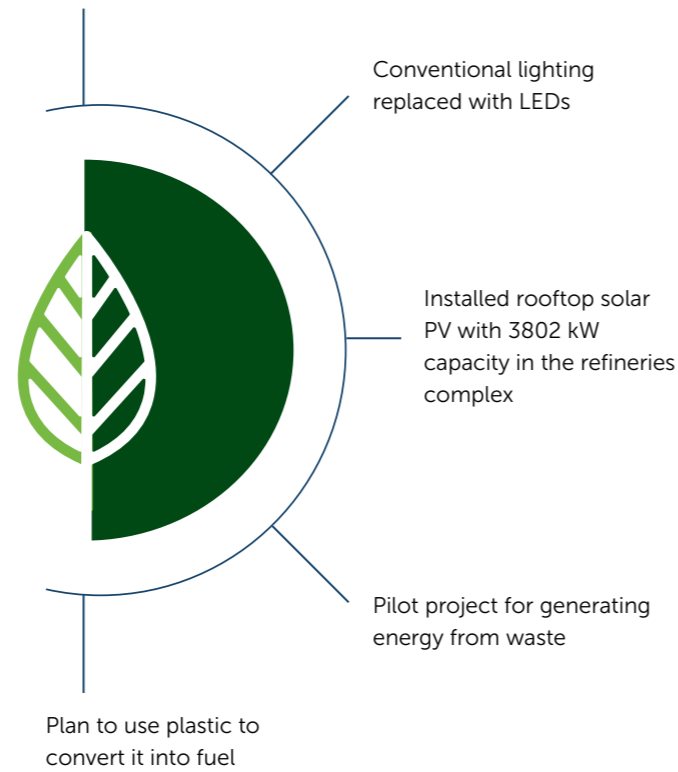 Conventional lighting
replaced with LEDs
Installed rooftop solar
PV with 3802 kW
capacity in the refineries
complex
Pilot project for generating
energy from waste
Plan to use plastic to
convert it into fuel